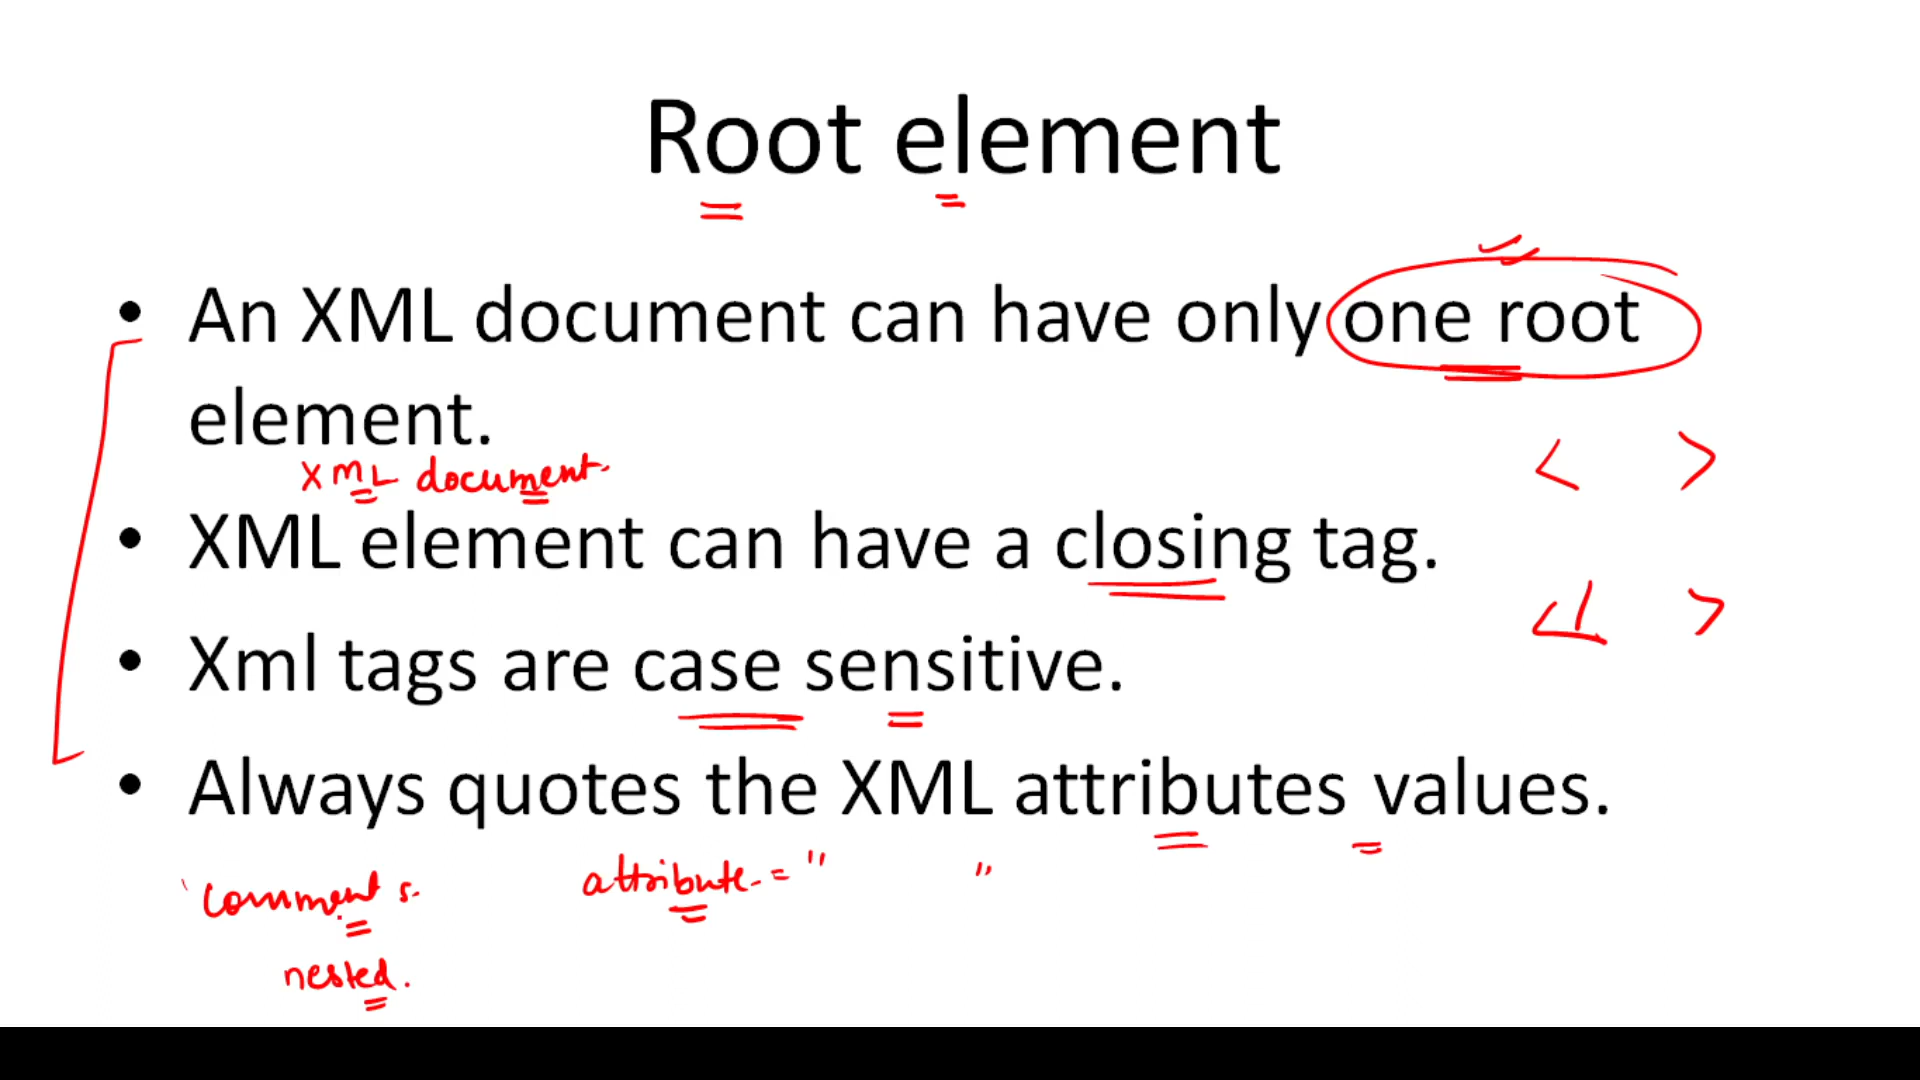 Root element
• An XML document can have only one root
element.
XML document.
< >
• XML element can have a closing tag.
</ >
• Xml tags are case sensitive.
• Always quotes the XML attributes values.
comments.
attribute = " "
nested.